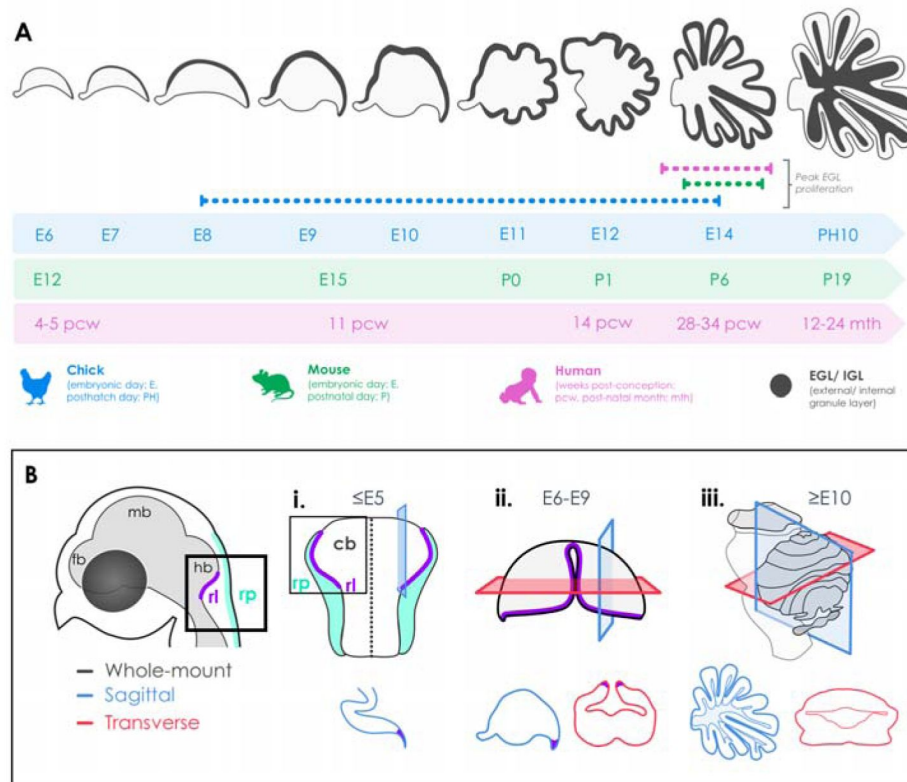 A
Peak EGL
proliferation
E6 E7 E8 E9 E10 E11 E12 E14 PH10
E12 E15 P0 P1 P6 P19
4-5 pcw 11 pcw 14 pcw 28-34 pcw 12-24 mth
Chick
(embryonic day: E,
posthatch day: PH)
Mouse
(embryonic day: E,
postnatal day: P)
Human
(weeks post-conception:
pcw, post-natal month: mth)
EGL/ IGL
(external/ internal
granule layer)
B
mb
fb
hb
rl
rp
Whole-mount
Sagittal
Transverse
i.
≤E5
cb
rp
rl
ii.
E6-E9
iii.
≥E10